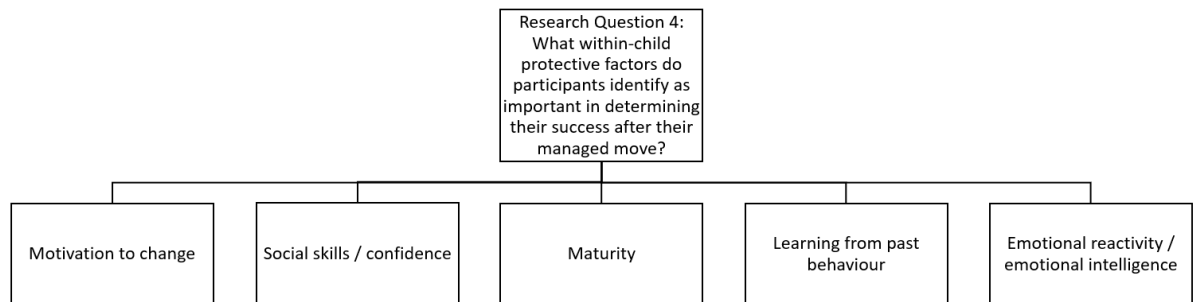 Research Question 4:
What within-child
protective factors do
participants identify as
important in determining
their success after their
managed move?
Motivation to change
Social skills / confidence
Maturity
Learning from past
behaviour
Emotional reactivity /
emotional intelligence